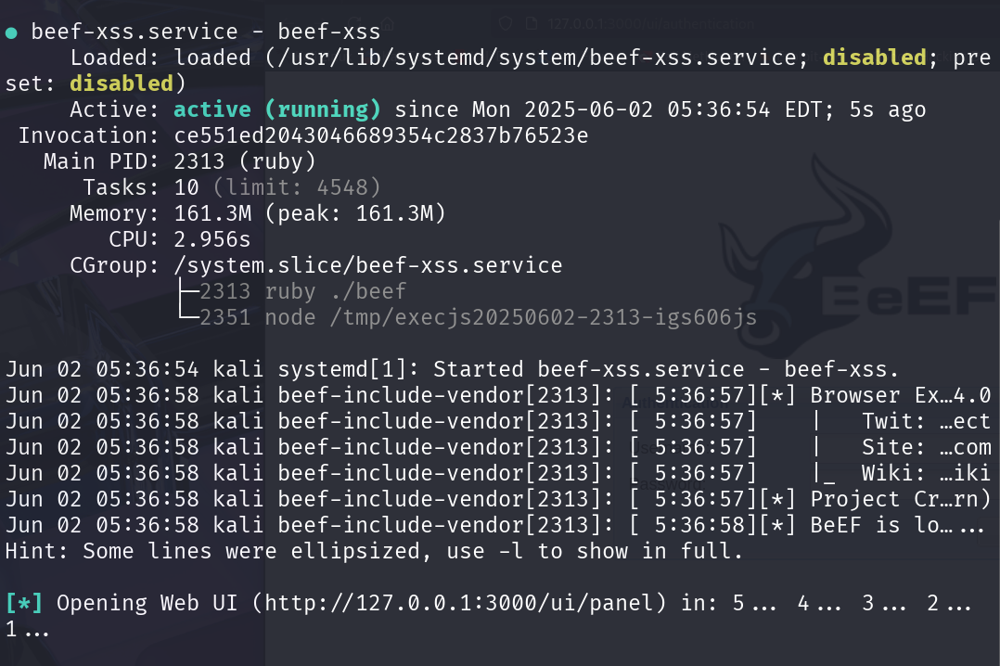 127.0.0.1:3000/ui/authentication
● beef-xss.service - beef-xss
Loaded: loaded (/usr/lib/systemd/system/beef-xss.service; disabled; pre
set: disabled)
Active: active (running) since Mon 2025-06-02 05:36:54 EDT; 5s ago
Invocation: ce551ed2043046689354c2837b76523e
Main PID: 2313 (ruby)
Tasks: 10 (limit: 4548)
Memory: 161.3M (peak: 161.3M)
CPU: 2.956s
CGroup: /system.slice/beef-xss.service
├─2313 ruby ./beef
└─2351 node /tmp/execjs20250602-2313-igs606js
BeEF
Jun 02 05:36:54 kali systemd[1]: Started beef-xss.service - beef-xss.
Jun 02 05:36:58 kali beef-include-vendor[2313]: [ 5:36:57][*] Browser Ex…4.0
Jun 02 05:36:58 kali beef-include-vendor[2313]: [ 5:36:57]    |   Twit: …ect
Jun 02 05:36:58 kali beef-include-vendor[2313]: [ 5:36:57]    |   Site: …com
Jun 02 05:36:58 kali beef-include-vendor[2313]: [ 5:36:57]    |_  Wiki: …iki
Jun 02 05:36:58 kali beef-include-vendor[2313]: [ 5:36:57][*] Project Cr…rn)
Jun 02 05:36:58 kali beef-include-vendor[2313]: [ 5:36:58][*] BeEF is lo…...
Hint: Some lines were ellipsized, use -l to show in full.
[*] Opening Web UI (http://127.0.0.1:3000/ui/panel) in: 5... 4... 3... 2...
1...